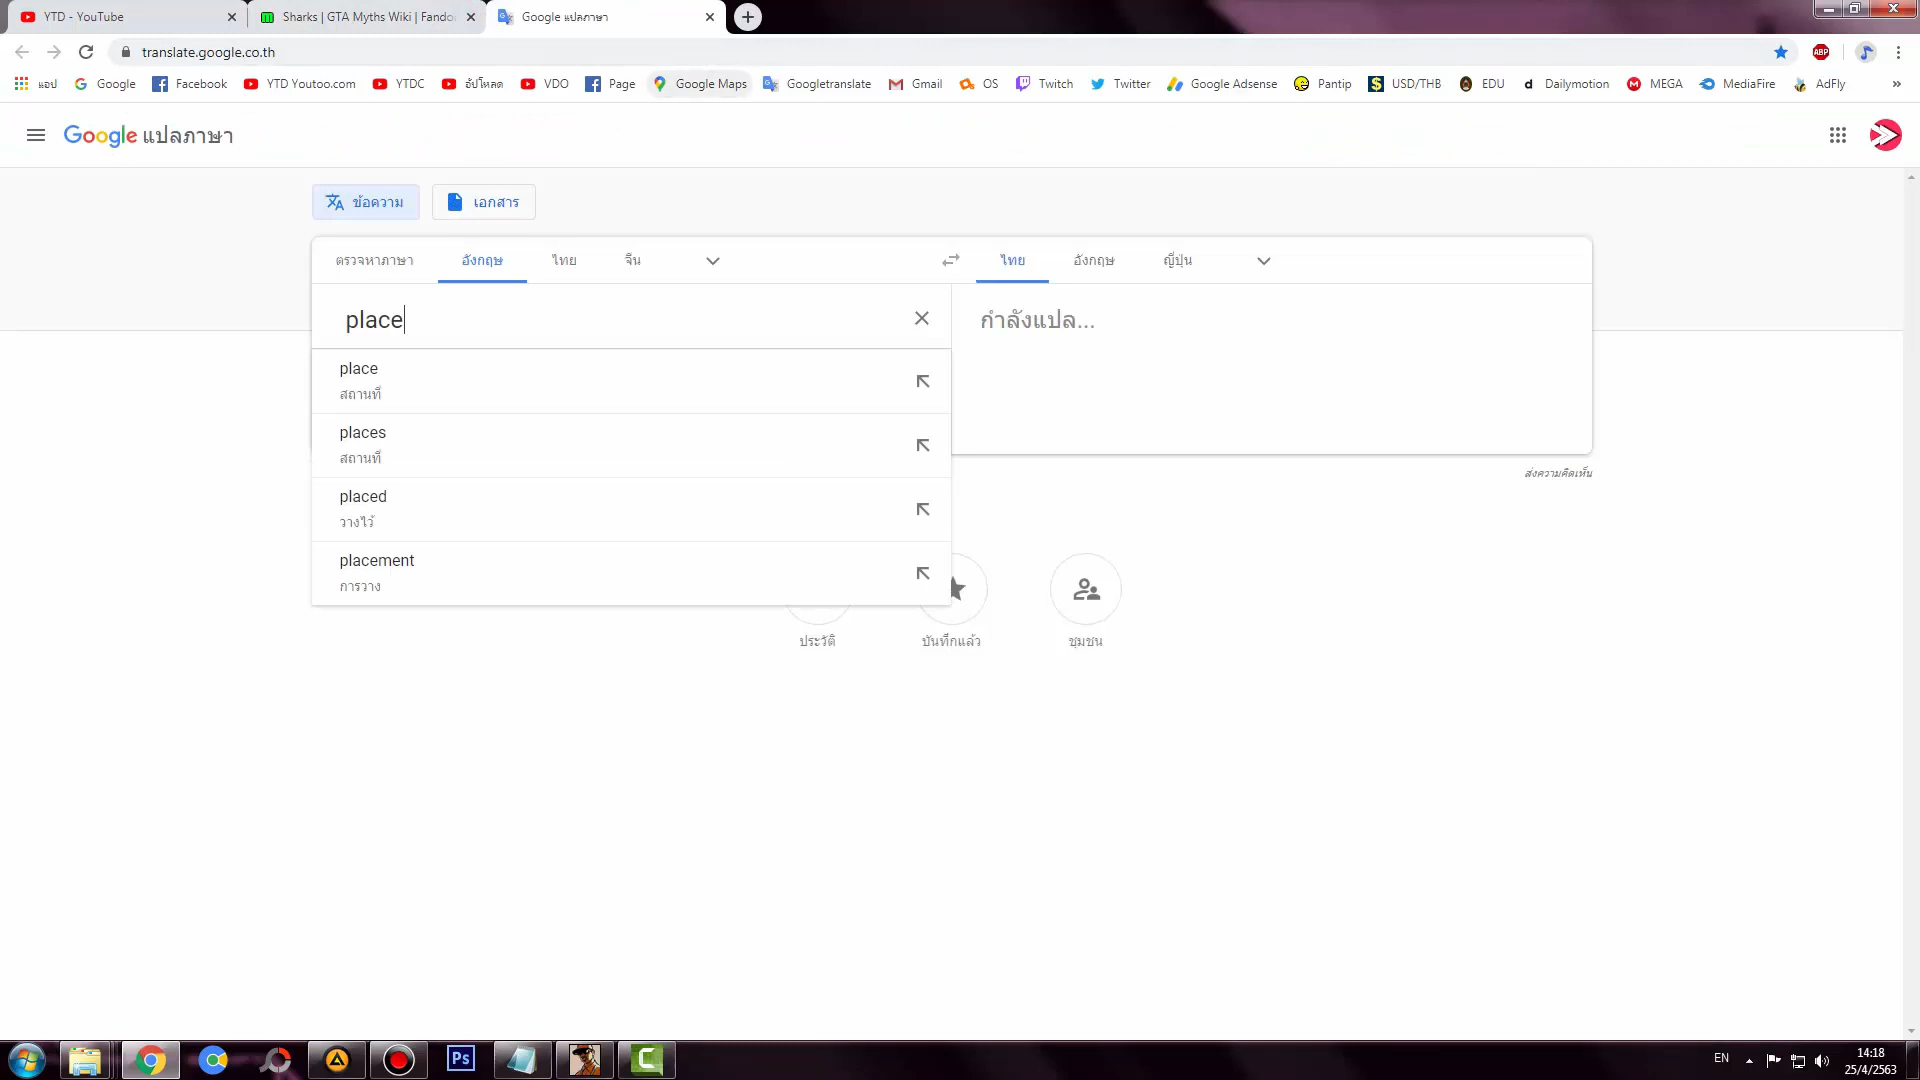 YTD - YouTube
Sharks | GTA Myths Wiki | Fando
Google แปลภาษา
translate.google.co.th
ABP
แอป
Google
Facebook
YTD Youtoo.com
YTDC
อัปโหลด
VDO
Page
Google Maps
Googletranslate
Gmail
OS
Twitch
Twitter
Google Adsense
Pantip
USD/THB
EDU
Dailymotion
MEGA
MediaFire
AdFly
Google แปลภาษา
ข้อความ
เอกสาร
ตรวจหาภาษา
อังกฤษ
ไทย
จีน
ไทย
อังกฤษ
ญี่ปุ่น
place
กำลังแปล...
place
สถานที่
places
สถานที่
placed
วางไว้
placement
การวาง
ส่งความคิดเห็น
ประวัติ
บันทึกแล้ว
ชุมชน
Ps
EN
14:18
25/4/2563